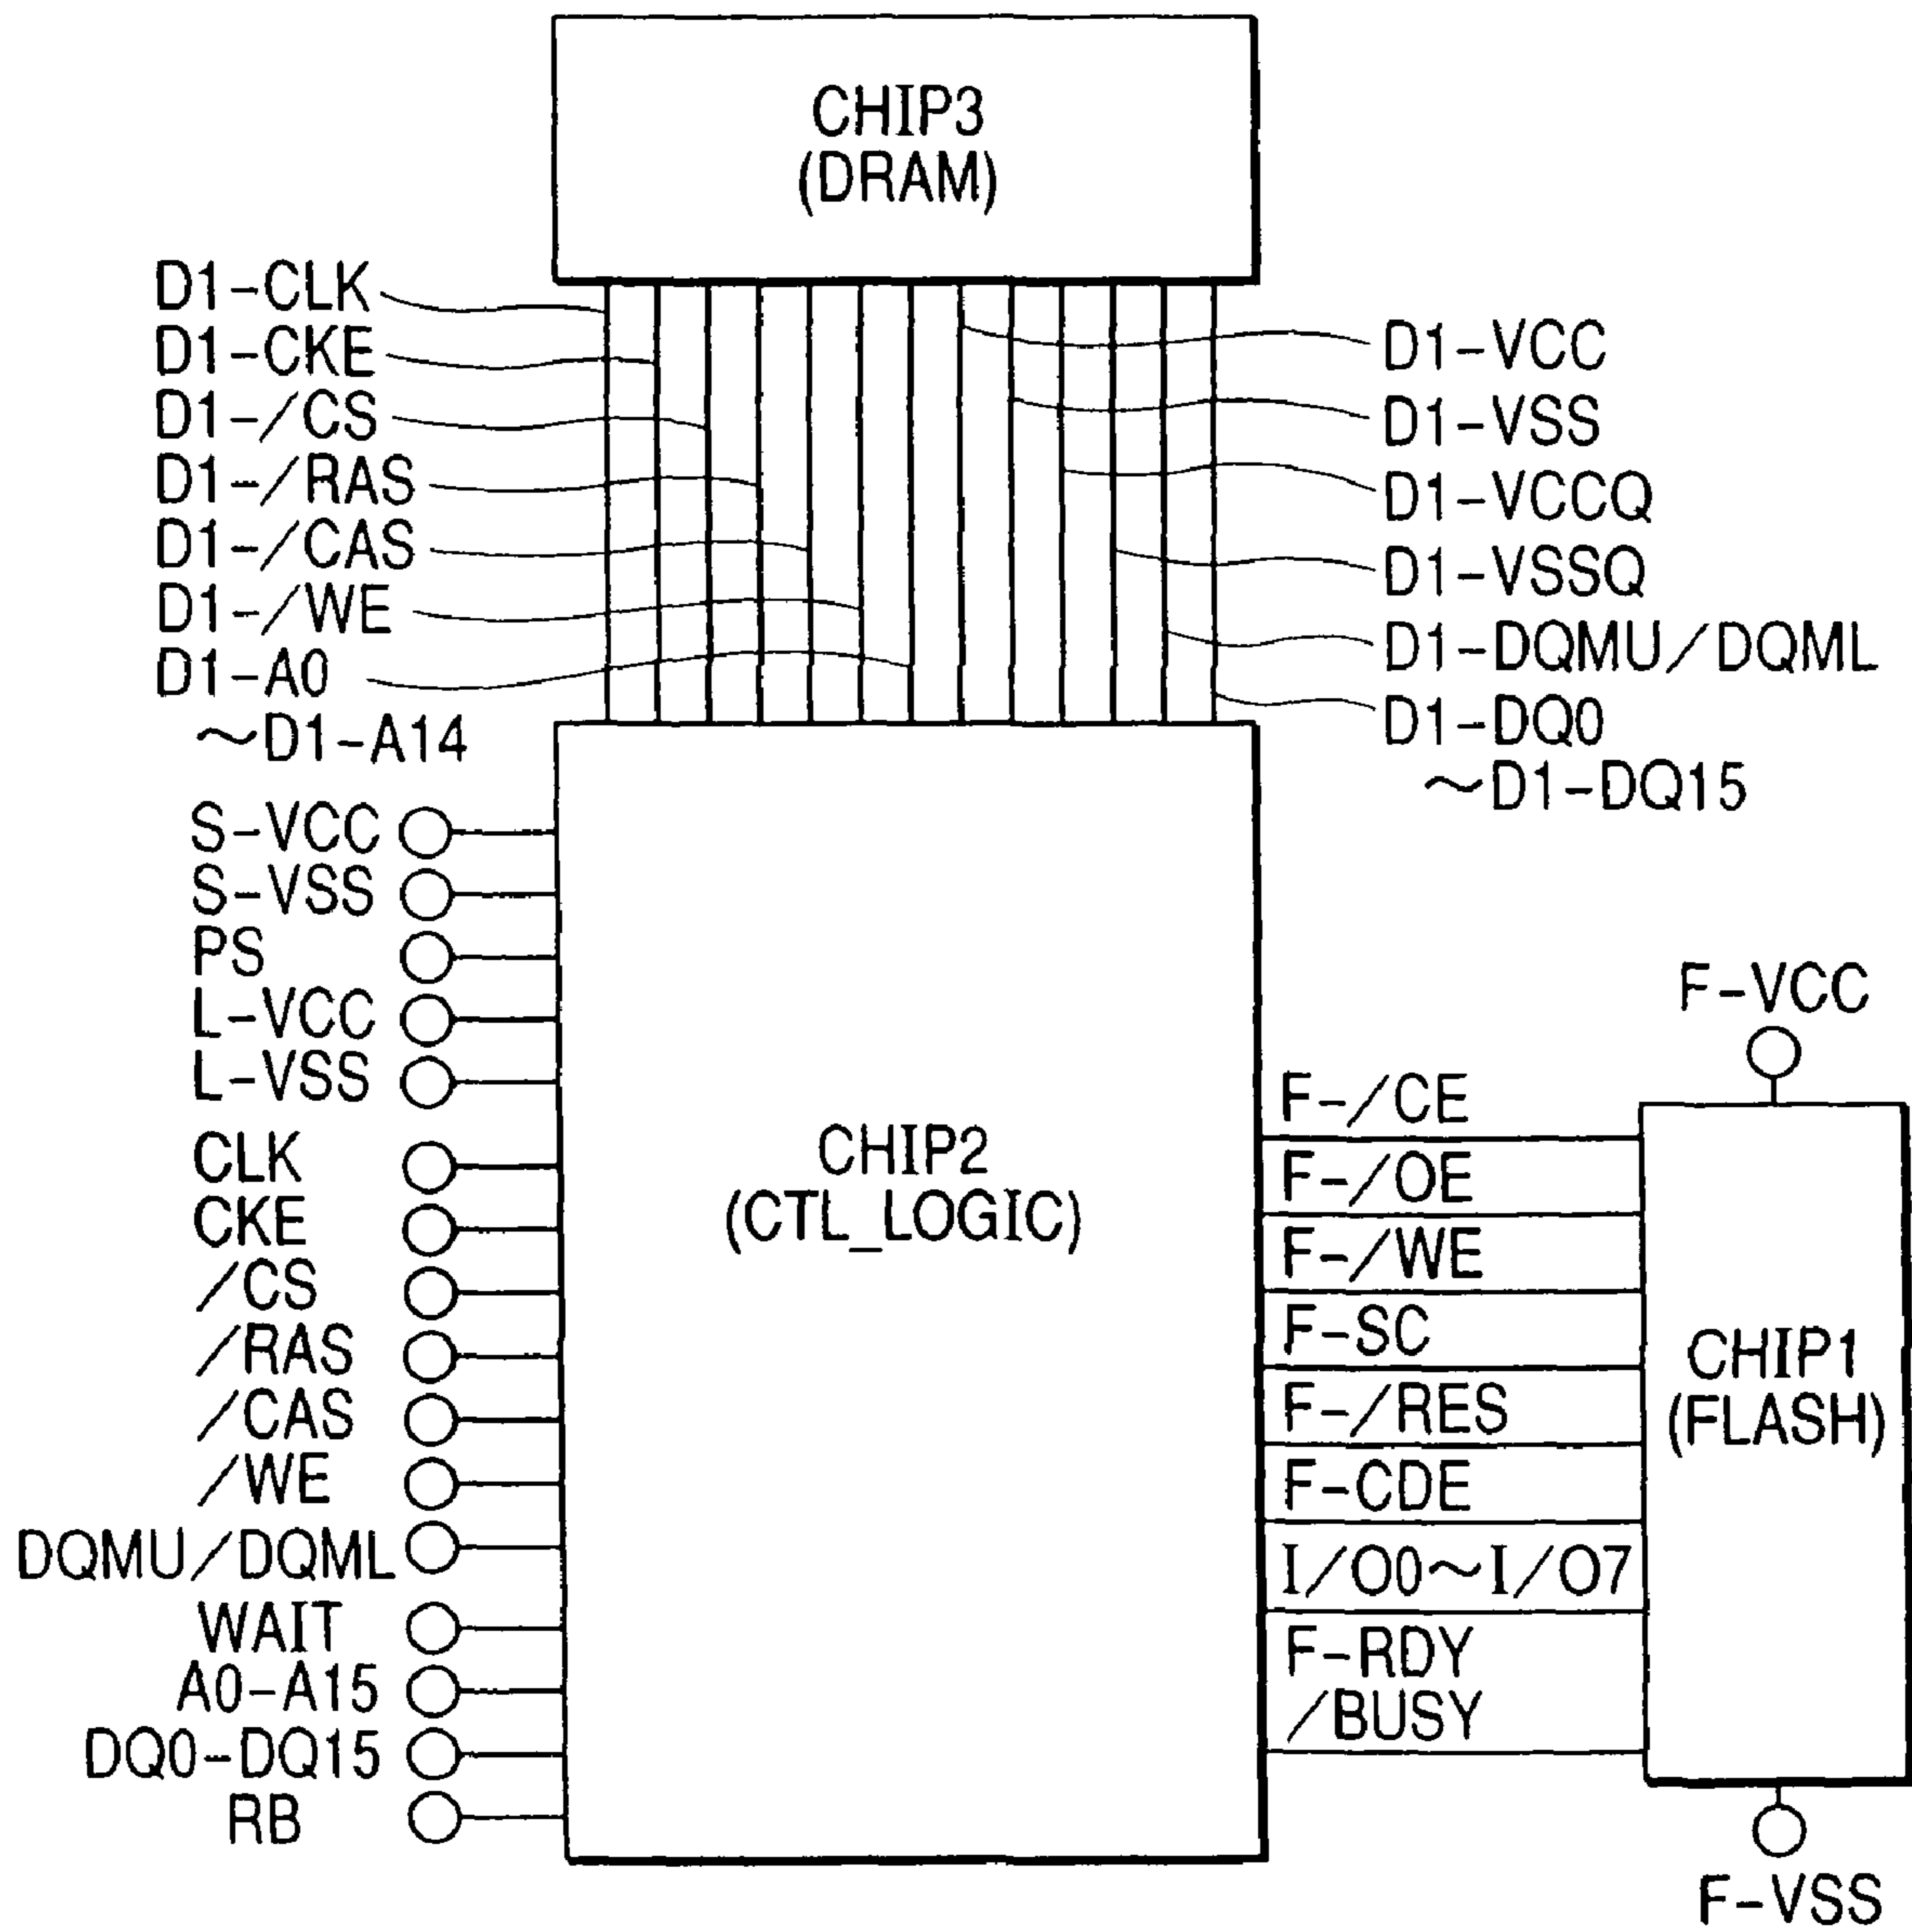 CHIP3
(DRAM)
D1-CLK
D1-CKE
D1-/CS
D1-/RAS
D1-/CAS
D1-/WE
D1-A0
~D1-A14
D1-VCC
D1-VSS
D1-VCCQ
D1-VSSQ
D1-DQMU/DQML
D1-DQ0
~D1-DQ15
S-VCC
S-VSS
PS
L-VCC
L-VSS
CLK
CKE
/CS
/RAS
/CAS
/WE
DQMU/DQML
WAIT
A0-A15
DQ0-DQ15
RB
CHIP2
(CTL_LOGIC)
F-/CE
F-/OE
F-/WE
F-SC
F-/RES
F-CDE
I/O0~I/O7
F-RDY
/BUSY
F-VCC
CHIP1
(FLASH)
F-VSS